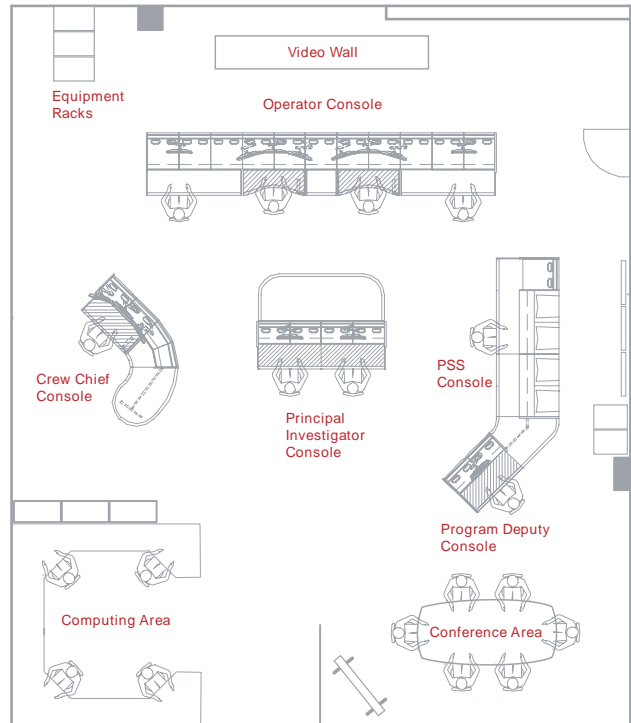 Video Wall
Equipment
Racks
Operator Console
Crew Chief
Console
PSS
Console
Principal
Investigator
Console
Program Deputy
Console
Computing Area
Conference Area